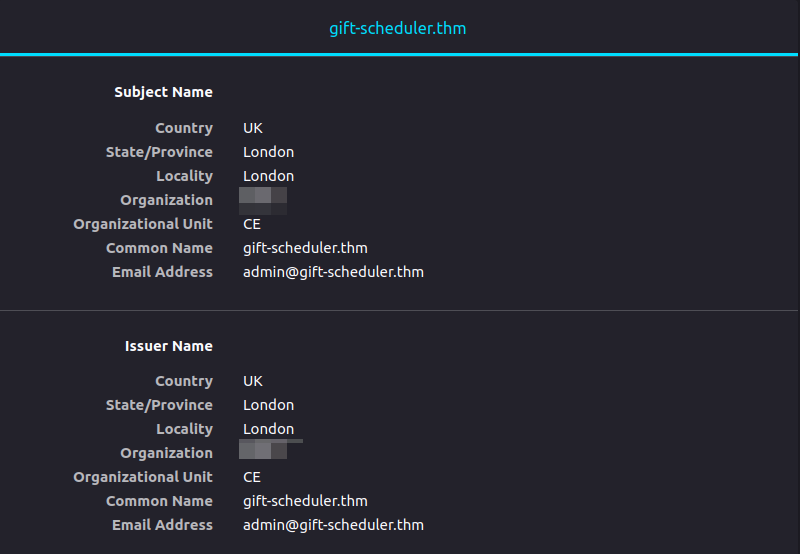 gift-scheduler.thm
Subject Name
Country UK
State/Province London
Locality London
Organization
Organizational Unit CE
Common Name gift-scheduler.thm
Email Address admin@gift-scheduler.thm
Issuer Name
Country UK
State/Province London
Locality London
Organization
Organizational Unit CE
Common Name gift-scheduler.thm
Email Address admin@gift-scheduler.thm